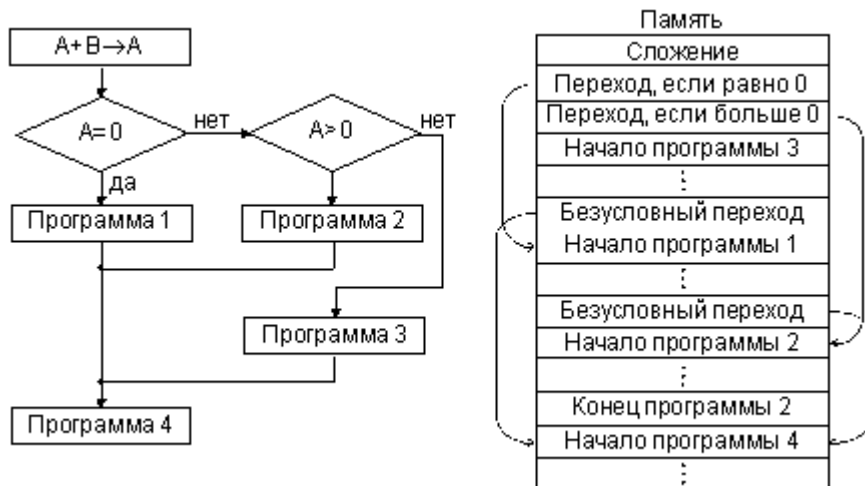 A+B→A
A=0
нет
A>0
нет
да
Программа 1
Программа 2
Программа 3
Программа 4
Память
Сложение
Переход, если равно 0
Переход, если больше 0
Начало программы 3
⋮
Безусловный переход
Начало программы 1
⋮
Безусловный переход
Начало программы 2
⋮
Конец программы 2
Начало программы 4
⋮